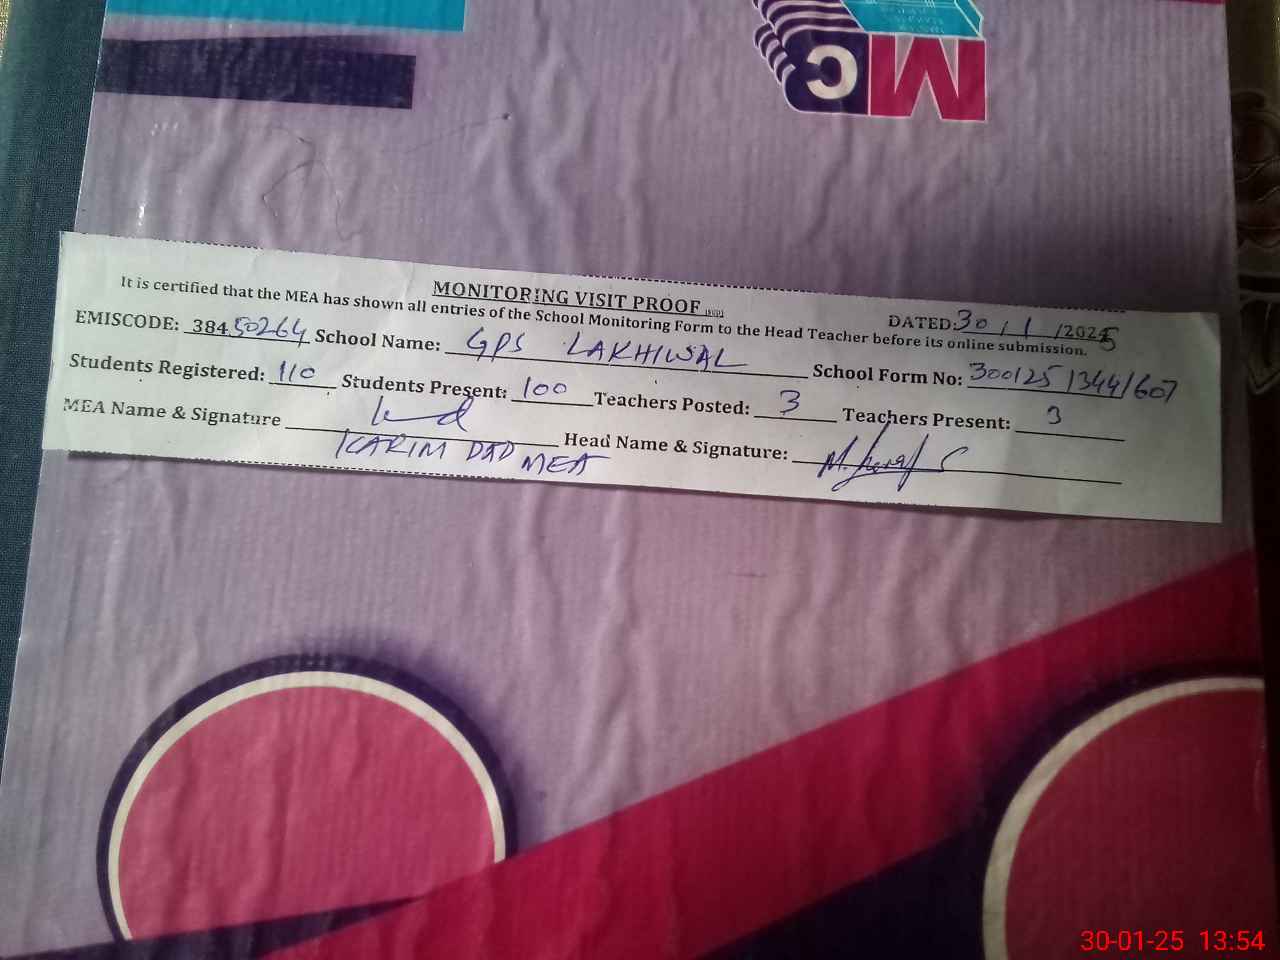 MC
MONITORING VISIT PROOF
It is certified that the MEA has shown all entries of the School Monitoring Form to the Head Teacher before its online submission.
DATED: 30/1/2025
EMISCODE: 38450264 School Name: GPS LAKHIWAL School Form No: 300125/1344/607
Students Registered: 110 Students Present: 100 Teachers Posted: 3 Teachers Present: 3
MEA Name & Signature Head Name & Signature:
KARIM DAD MEA
30-01-25 13:54